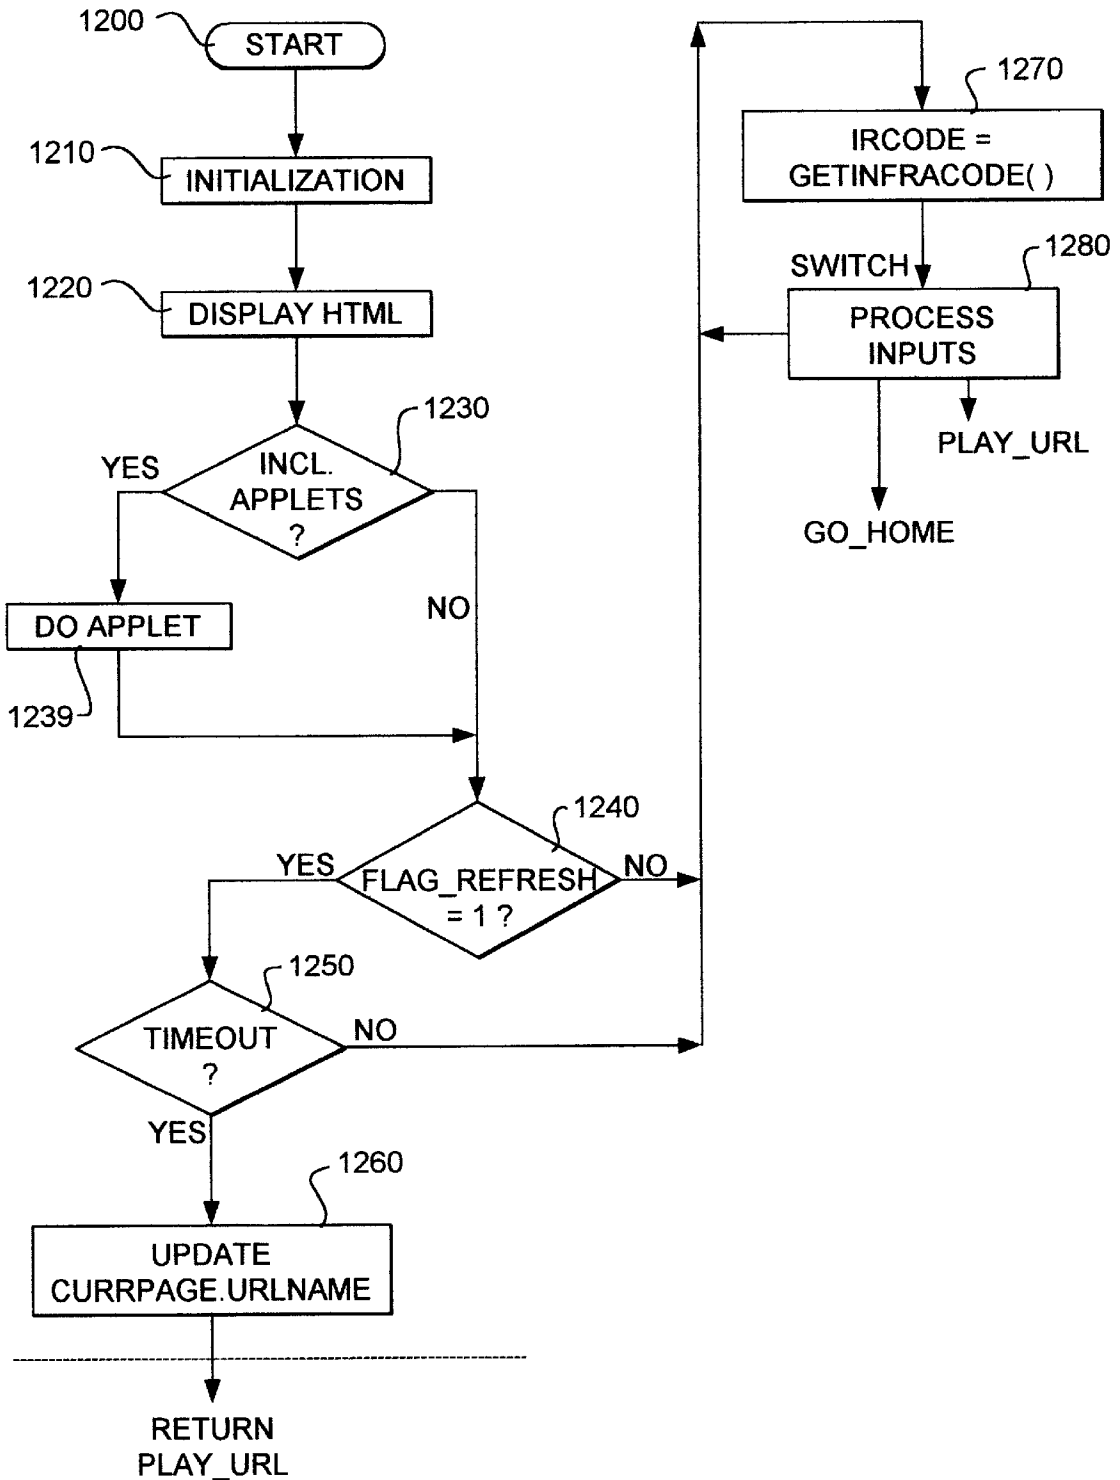 1200
START
1210
INITIALIZATION
1220
DISPLAY HTML
1230
YES
INCL.
APPLETS
?
NO
DO APPLET
1239
1240
YES
FLAG_REFRESH
= 1 ?
NO
1250
TIMEOUT
?
NO
YES
1260
UPDATE
CURRPAGE.URLNAME
RETURN
PLAY_URL
1270
IRCODE =
GETINFRACODE( )
SWITCH
1280
PROCESS
INPUTS
PLAY_URL
GO_HOME